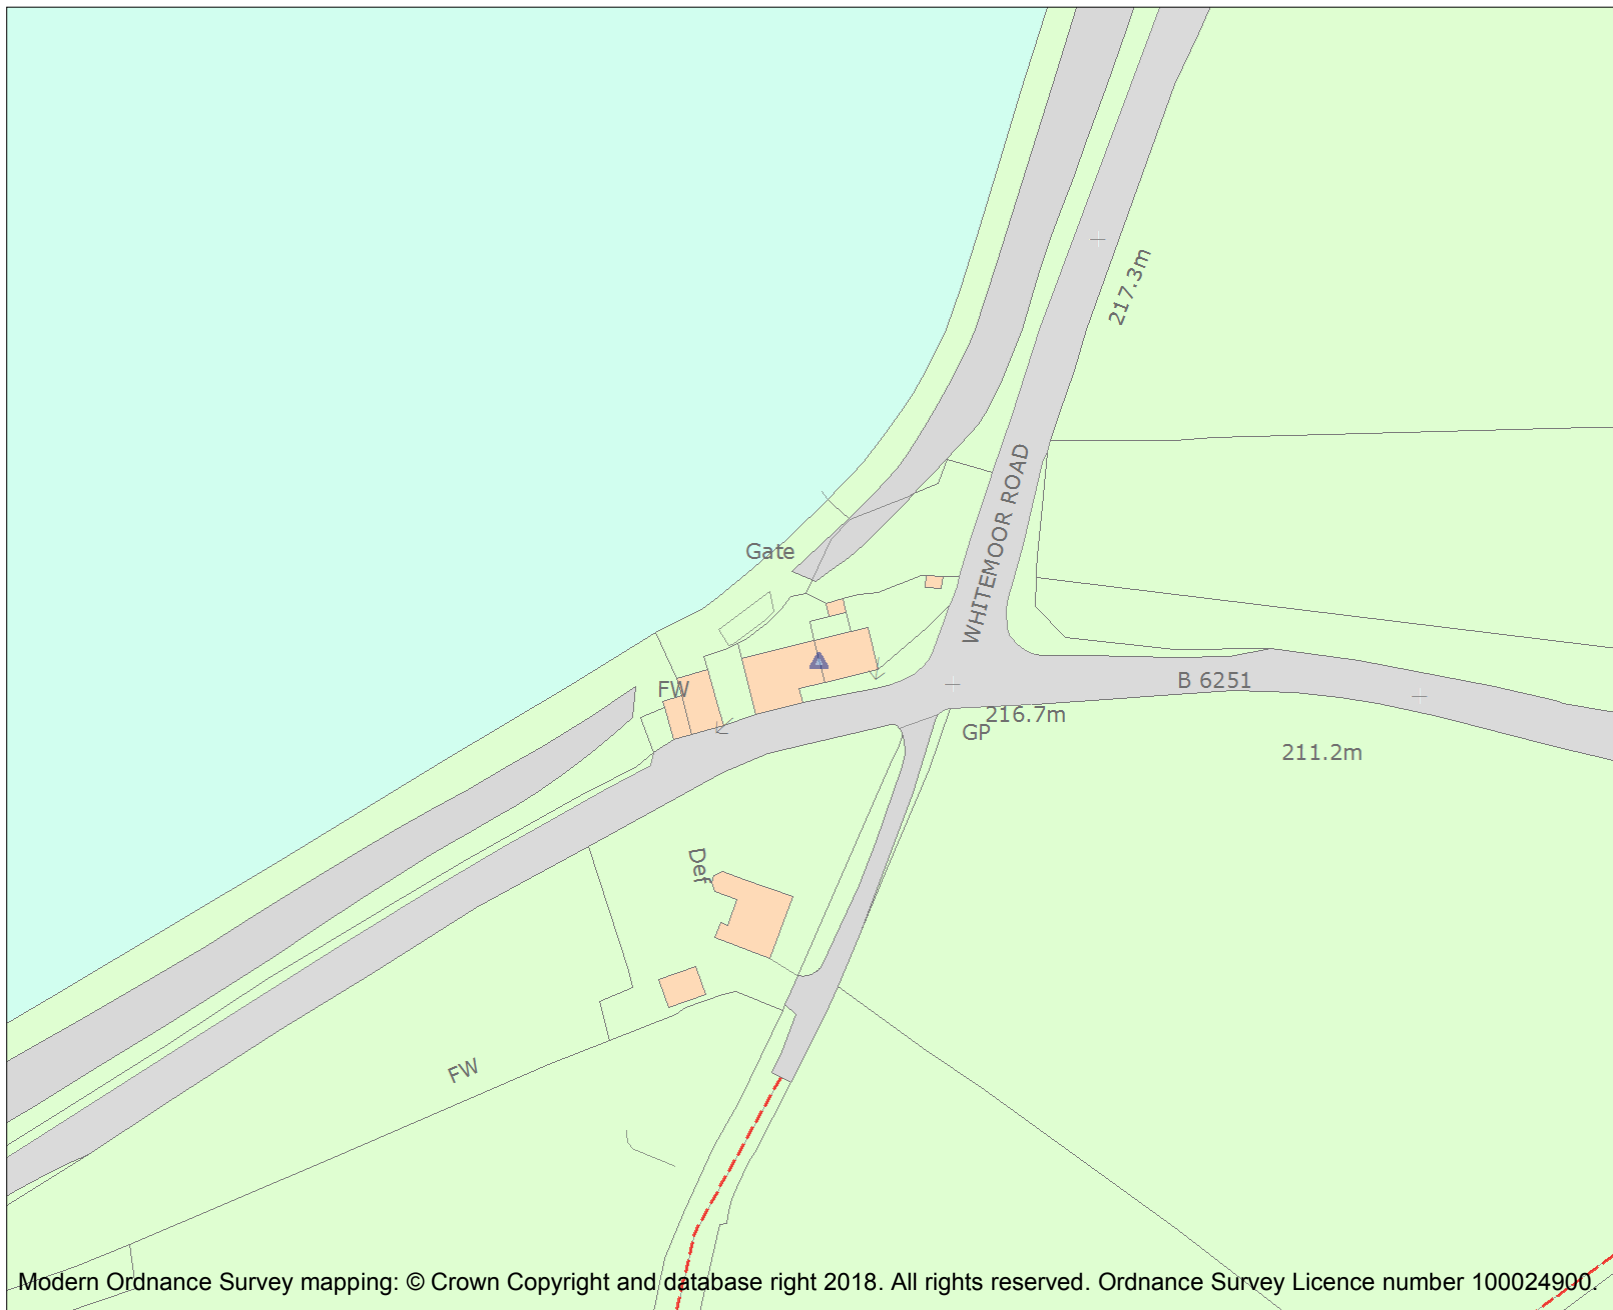 217.3m
WHITEMOOR ROAD
Gate
B 6251
FW
216.7m
GP
211.2m
Def
FW
Modern Ordnance Survey mapping: © Crown Copyright and database right 2018. All rights reserved. Ordnance Survey Licence number 100024900.